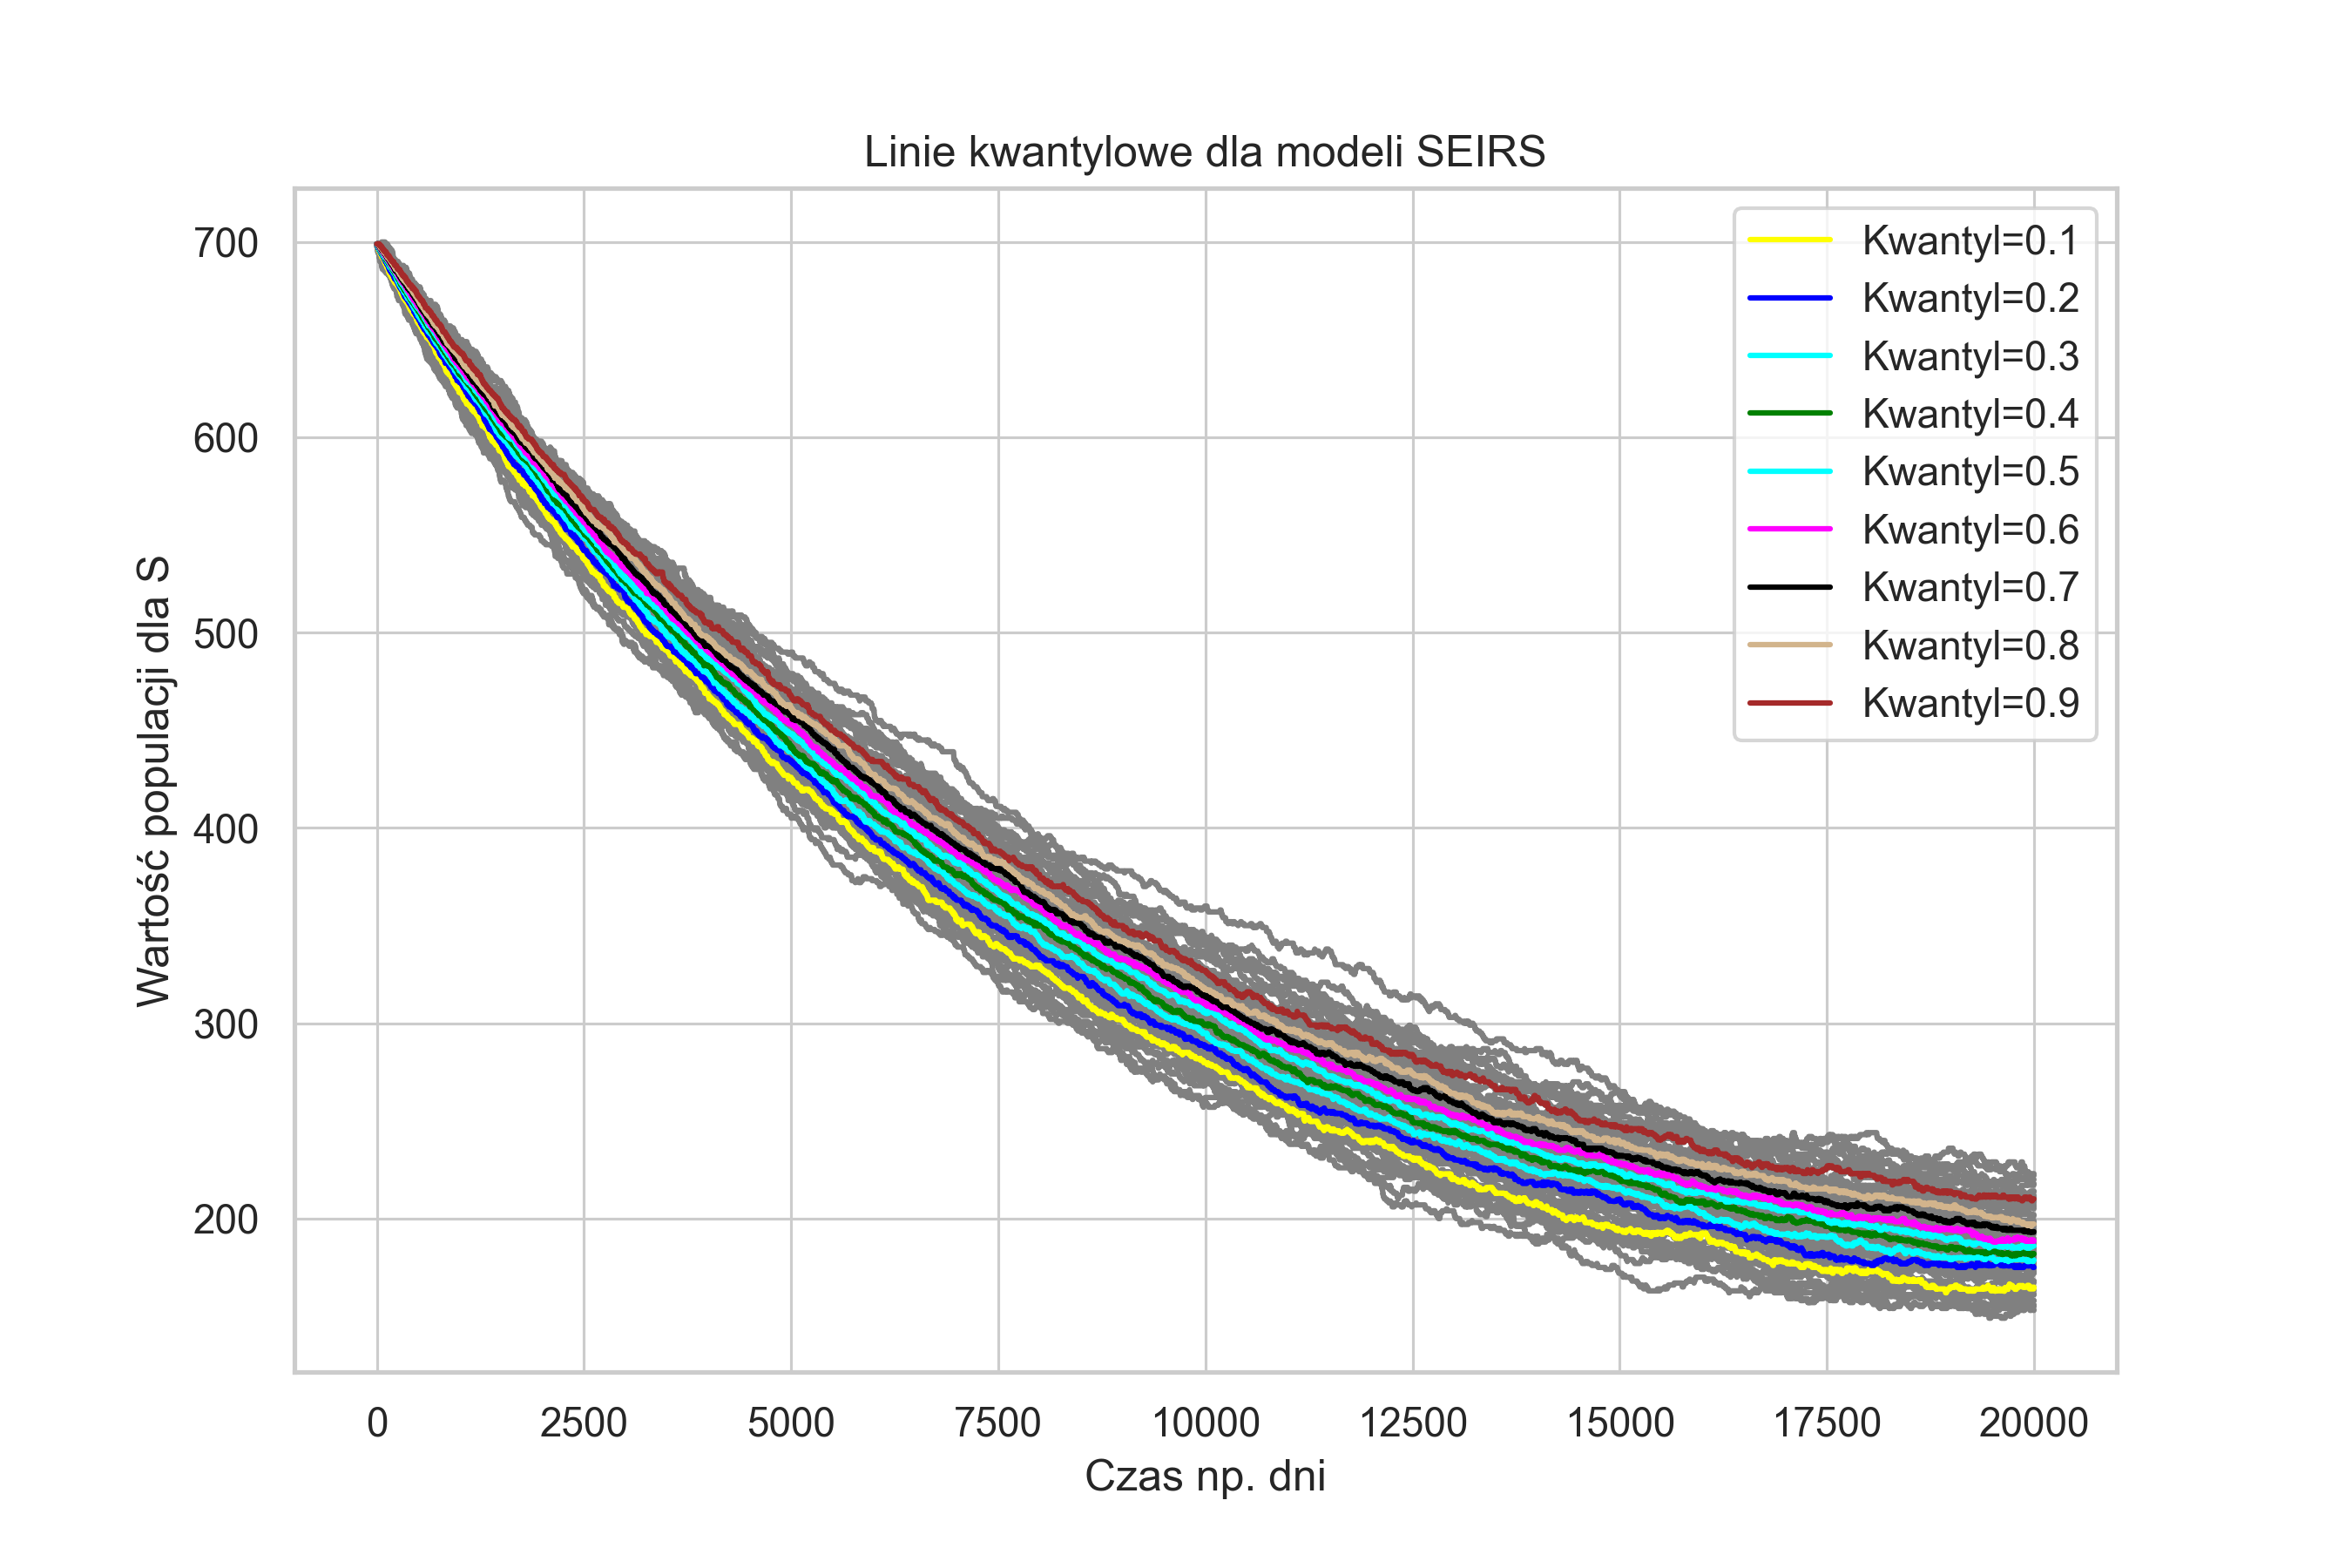 Linie kwantylowe dla modeli SEIRS
Kwantyl=0.1
Kwantyl=0.2
Kwantyl=0.3
Kwantyl=0.4
Kwantyl=0.5
Kwantyl=0.6
Kwantyl=0.7
Kwantyl=0.8
Kwantyl=0.9
Wartość populacji dla S
700
600
500
400
300
200
0 2500 5000 7500 10000 12500 15000 17500 20000
Czas np. dni